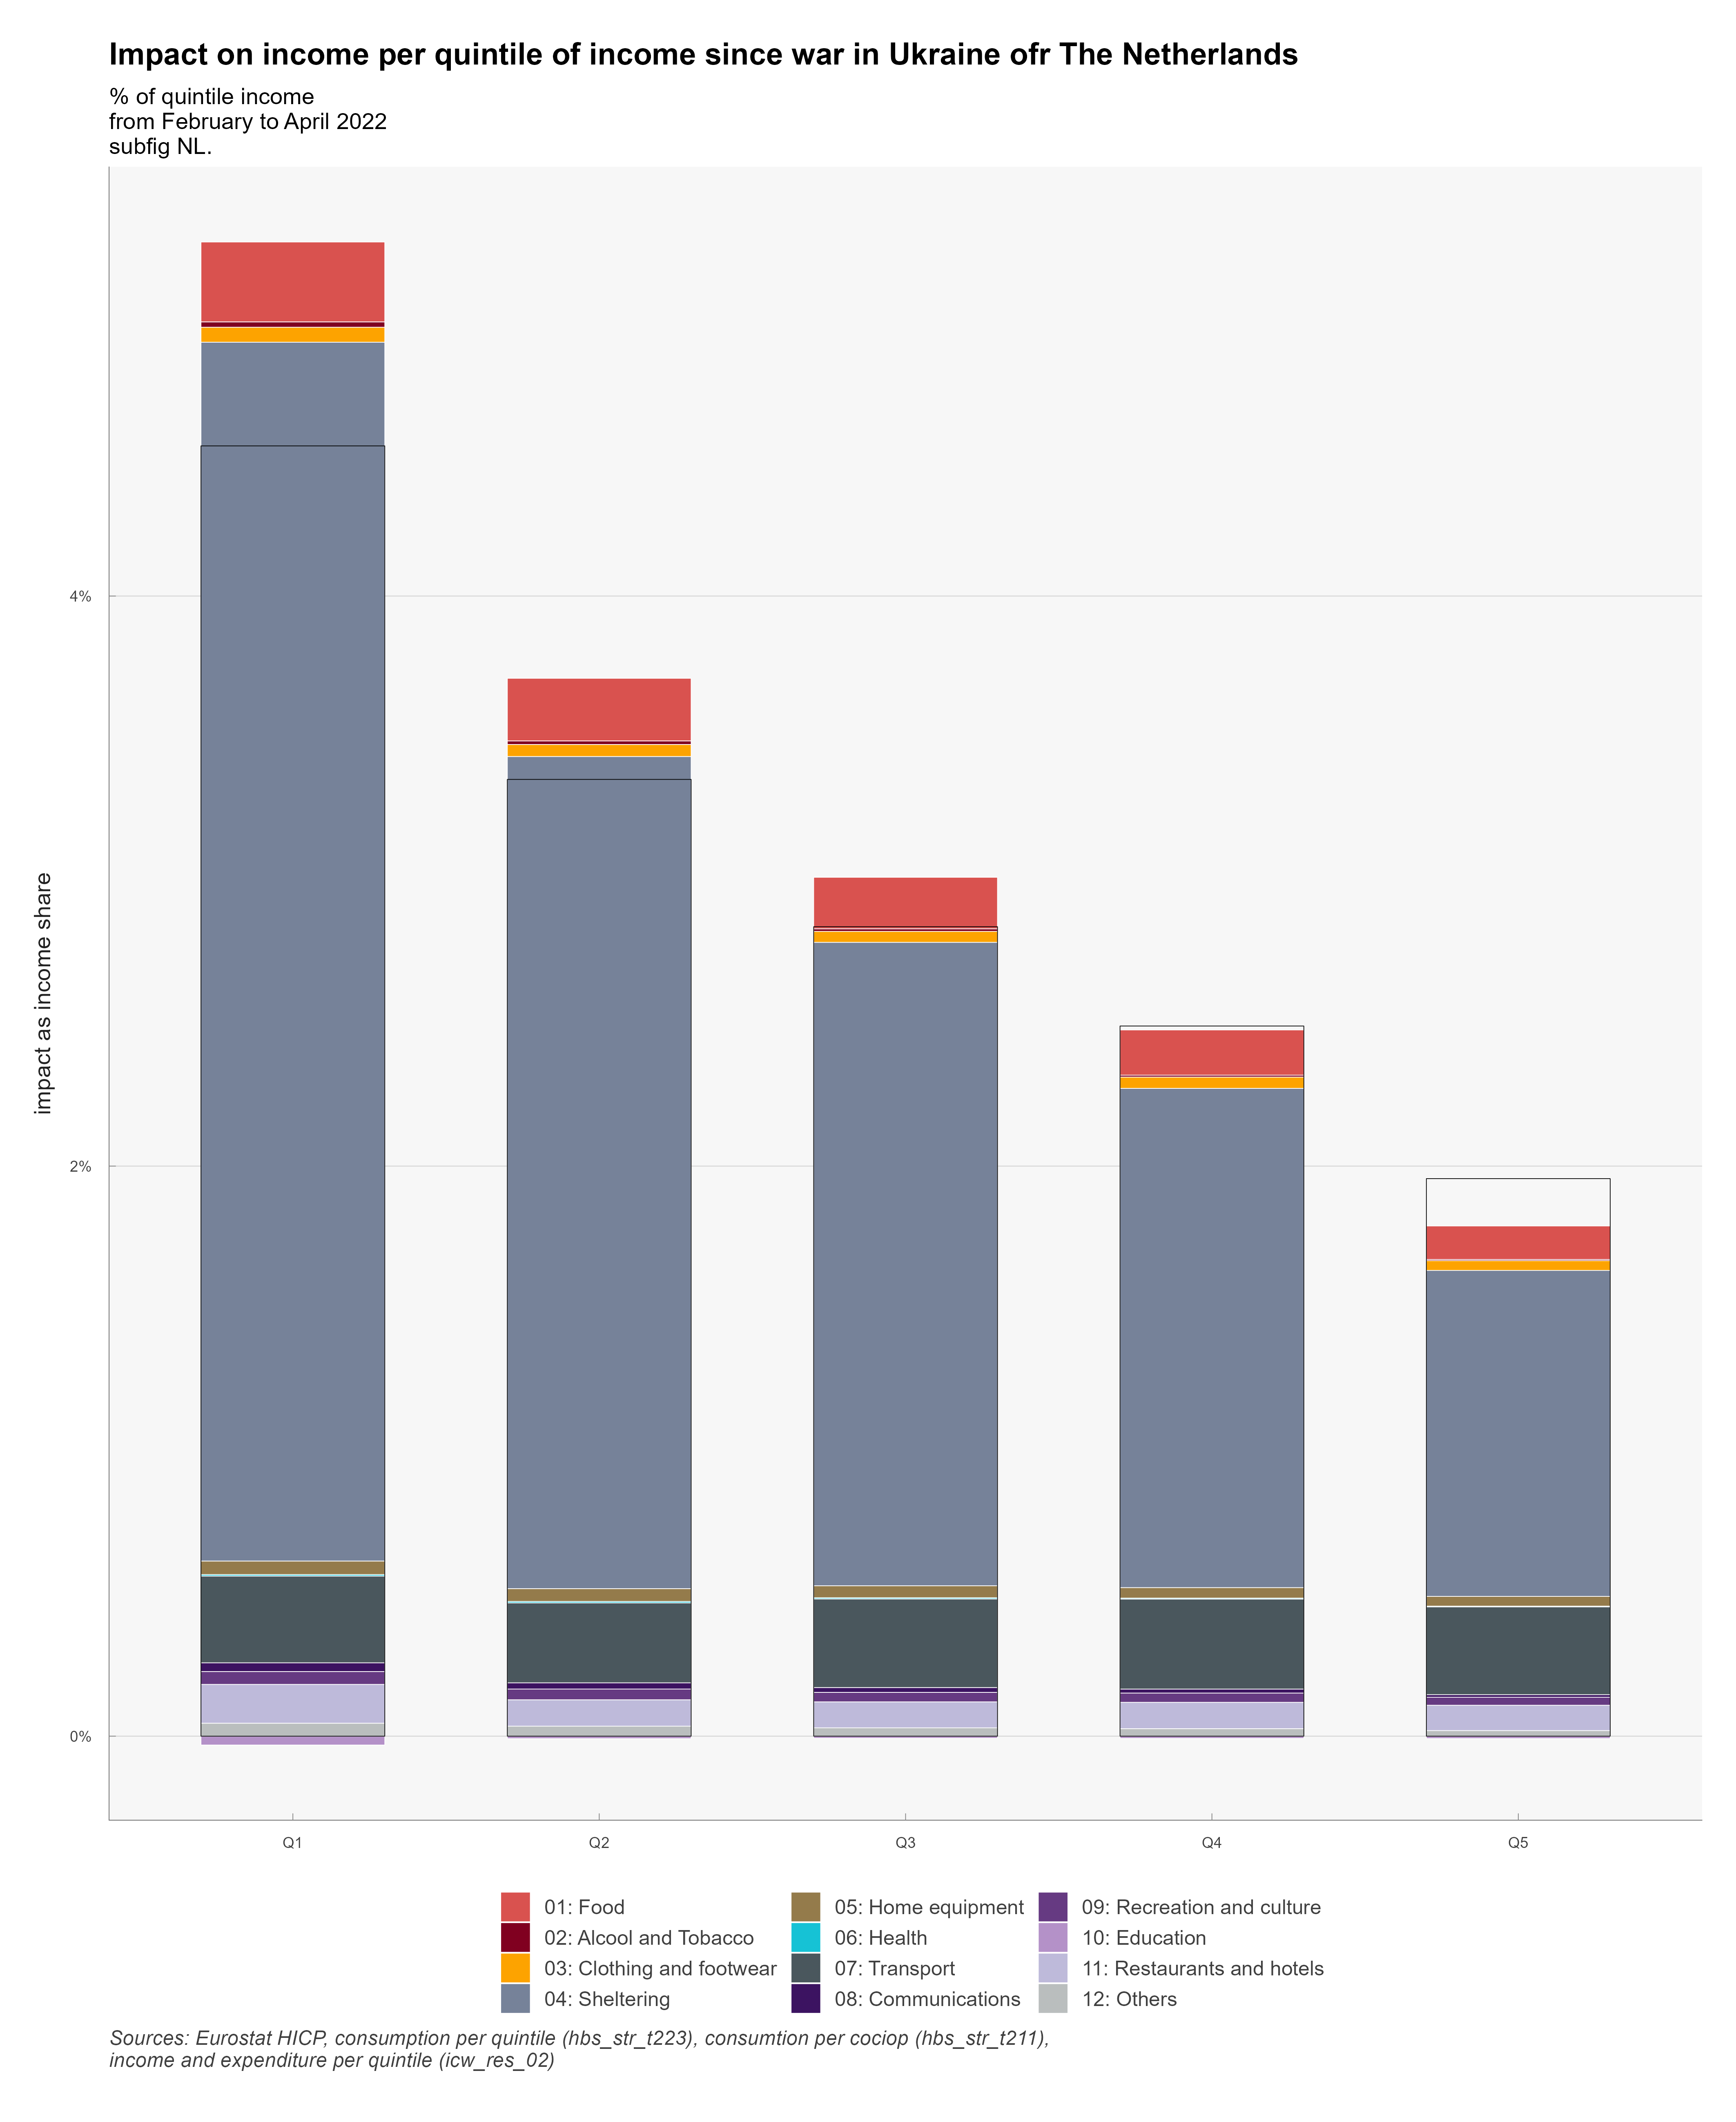 Impact on income per quintile of income since war in Ukraine ofr The Netherlands
% of quintile income
from February to April 2022
subfig NL.
impact as income share
4%
2%
0%
Q1
Q2
Q3
Q4
Q5
01: Food
02: Alcool and Tobacco
03: Clothing and footwear
04: Sheltering
05: Home equipment
06: Health
07: Transport
08: Communications
09: Recreation and culture
10: Education
11: Restaurants and hotels
12: Others
Sources: Eurostat HICP, consumption per quintile (hbs_str_t223), consumtion per cociop (hbs_str_t211),
income and expenditure per quintile (icw_res_02)